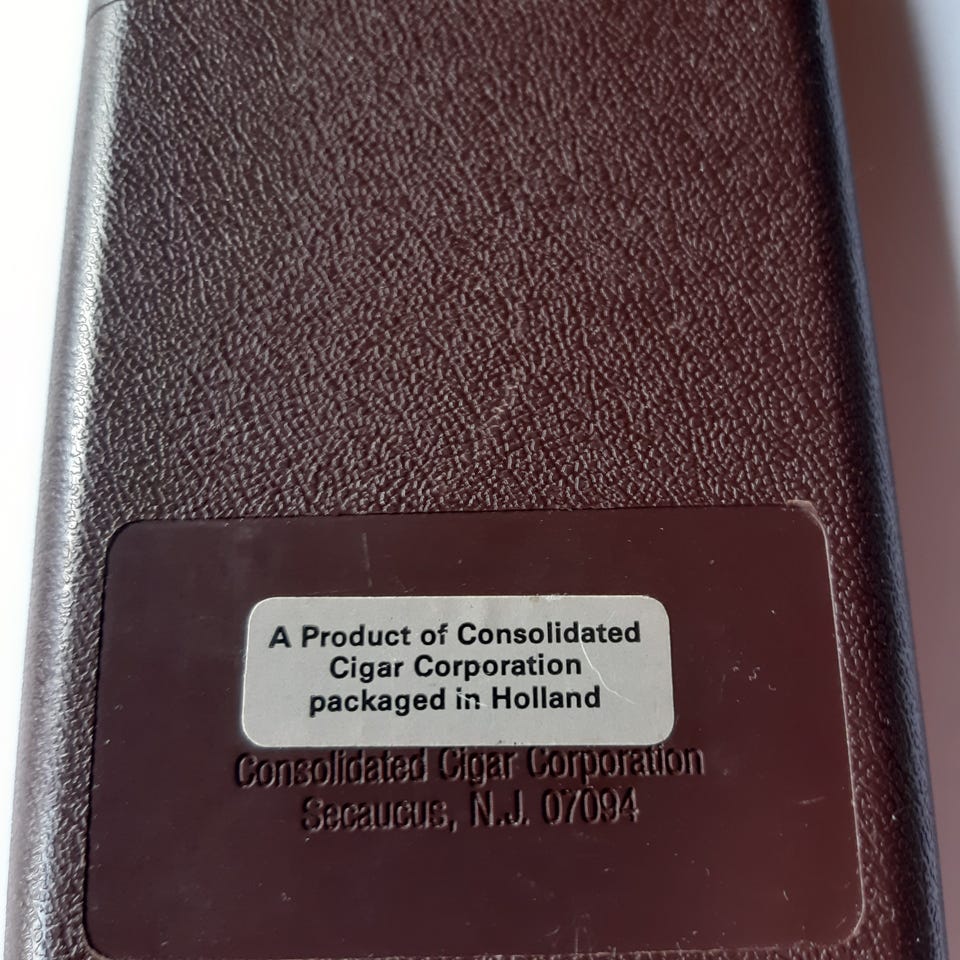 A Product of Consolidated
Cigar Corporation
packaged in Holland
Consolidated Cigar Corporation
Secaucus, N.J. 07094